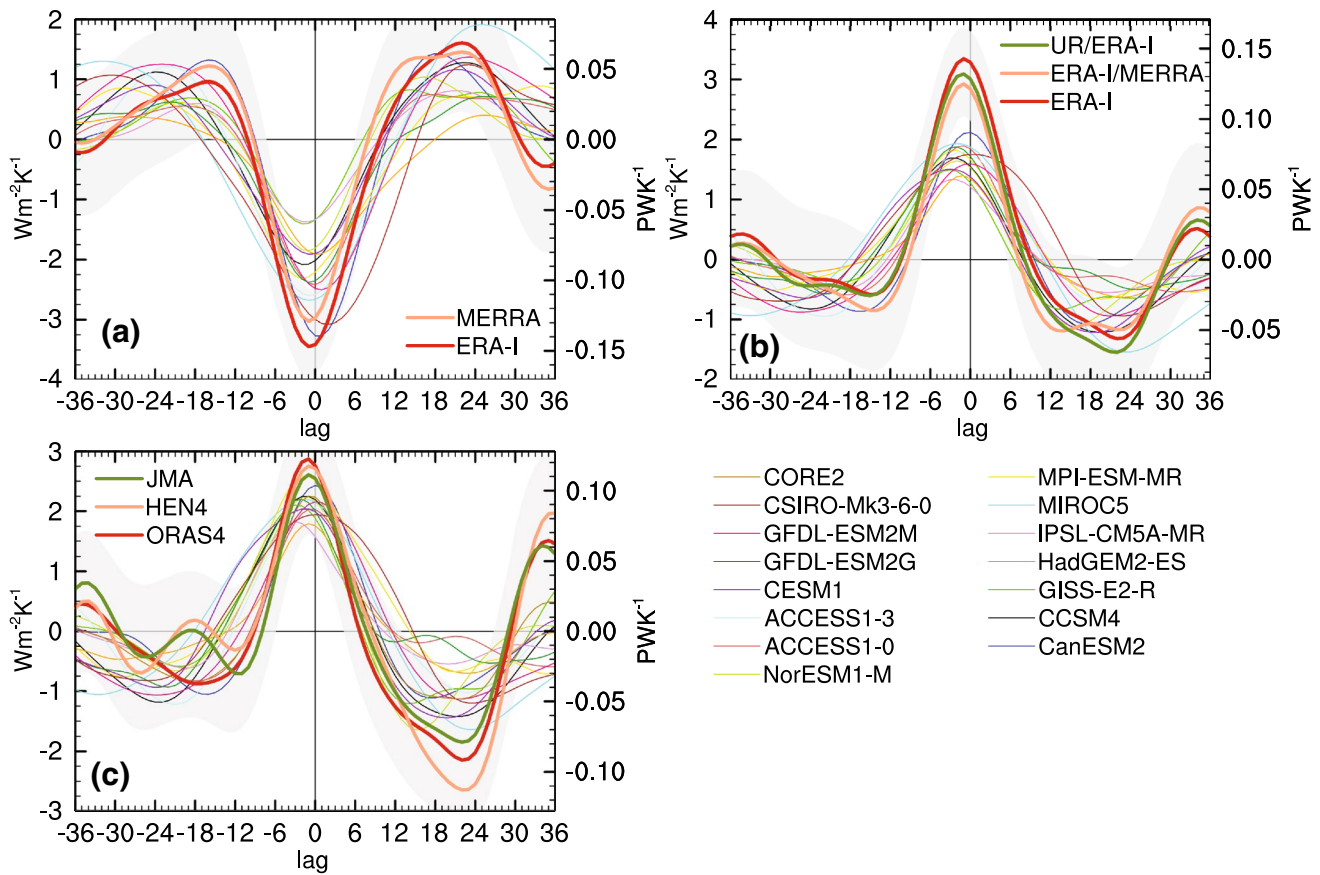 2
1
0
-1
-2
-3
-4
Wm⁻²K⁻¹
0.05
0.00
-0.05
-0.10
-0.15
PWK⁻¹
(a)
MERRA
ERA-I
-36 -30 -24 -18 -12 -6 0 6 12 18 24 30 36
lag
4
3
2
1
0
-1
-2
Wm⁻²K⁻¹
0.15
0.10
0.05
0.00
-0.05
PWK⁻¹
UR/ERA-I
ERA-I/MERRA
ERA-I
(b)
-36 -30 -24 -18 -12 -6 0 6 12 18 24 30 36
lag
3
2
1
0
-1
-2
-3
Wm⁻²K⁻¹
0.10
0.05
0.00
-0.05
-0.10
PWK⁻¹
JMA
HEN4
ORAS4
(c)
-36 -30 -24 -18 -12 -6 0 6 12 18 24 30 36
lag
CORE2
CSIRO-Mk3-6-0
GFDL-ESM2M
GFDL-ESM2G
CESM1
ACCESS1-3
ACCESS1-0
NorESM1-M
MPI-ESM-MR
MIROC5
IPSL-CM5A-MR
HadGEM2-ES
GISS-E2-R
CCSM4
CanESM2